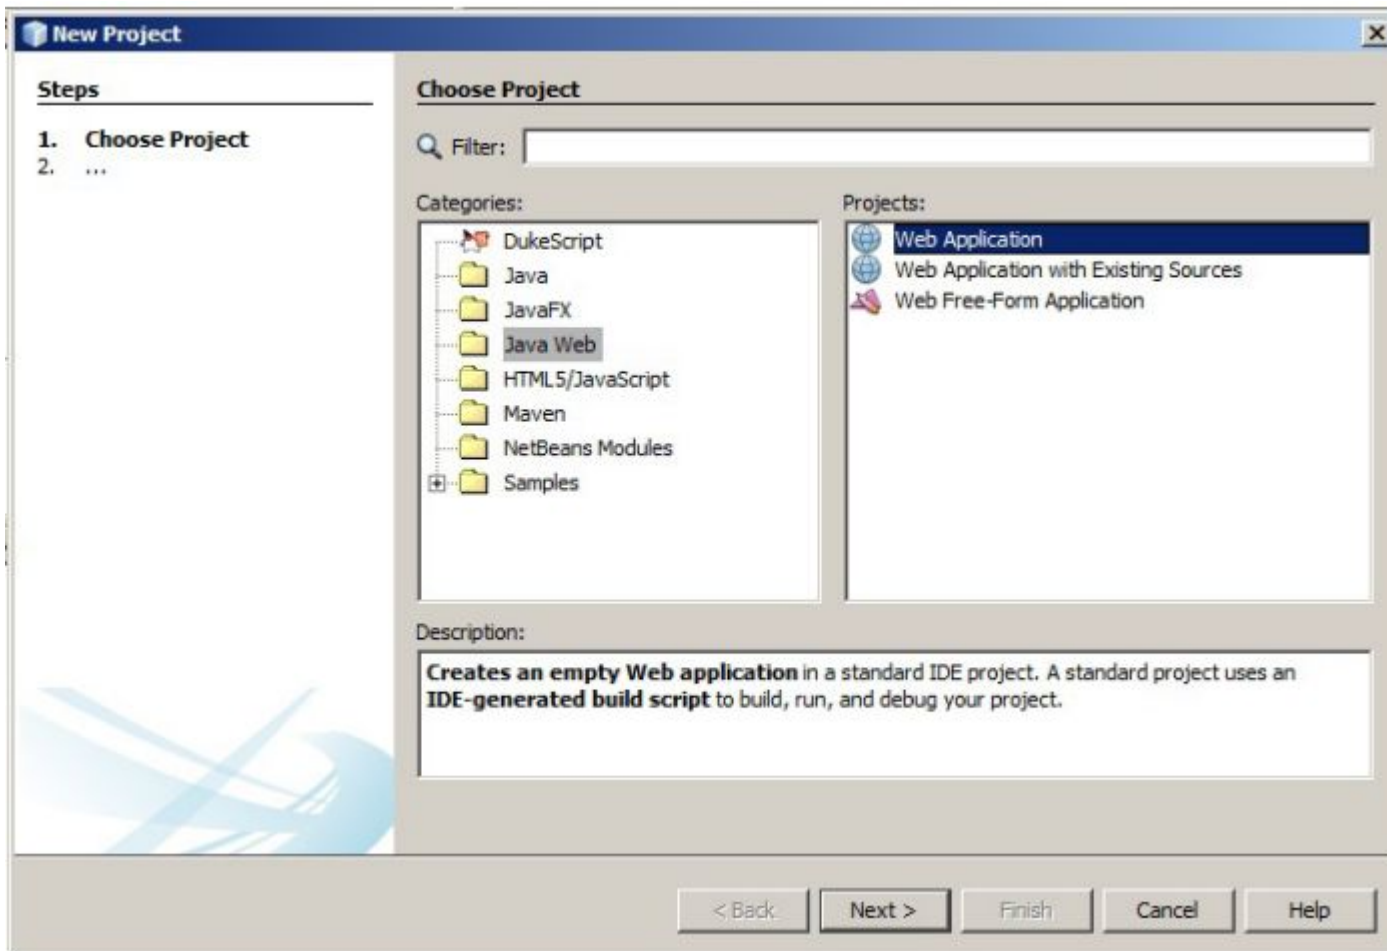 New Project
Steps
1. Choose Project
2. ...
Choose Project
Filter:
Categories:
DukeScript
Java
JavaFX
Java Web
HTML5/JavaScript
Maven
NetBeans Modules
Samples
Projects:
Web Application
Web Application with Existing Sources
Web Free-Form Application
Description:
Creates an empty Web application in a standard IDE project. A standard project uses an
IDE-generated build script to build, run, and debug your project.
< Back
Next >
Finish
Cancel
Help